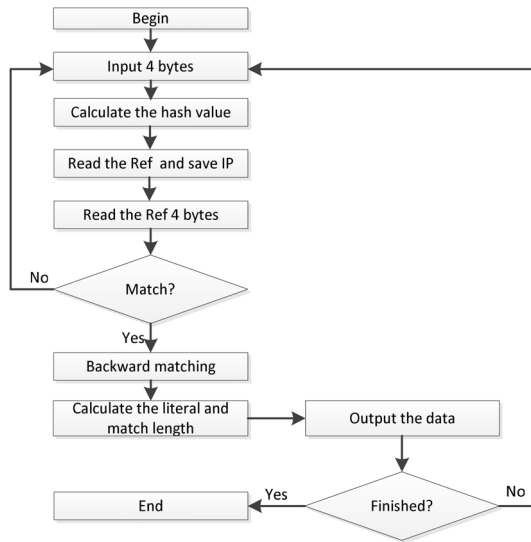 Begin
Input 4 bytes
Calculate the hash value
Read the Ref and save IP
Read the Ref 4 bytes
No
Match?
Yes
Backward matching
Calculate the literal and
match length
Output the data
Yes
No
End
Finished?